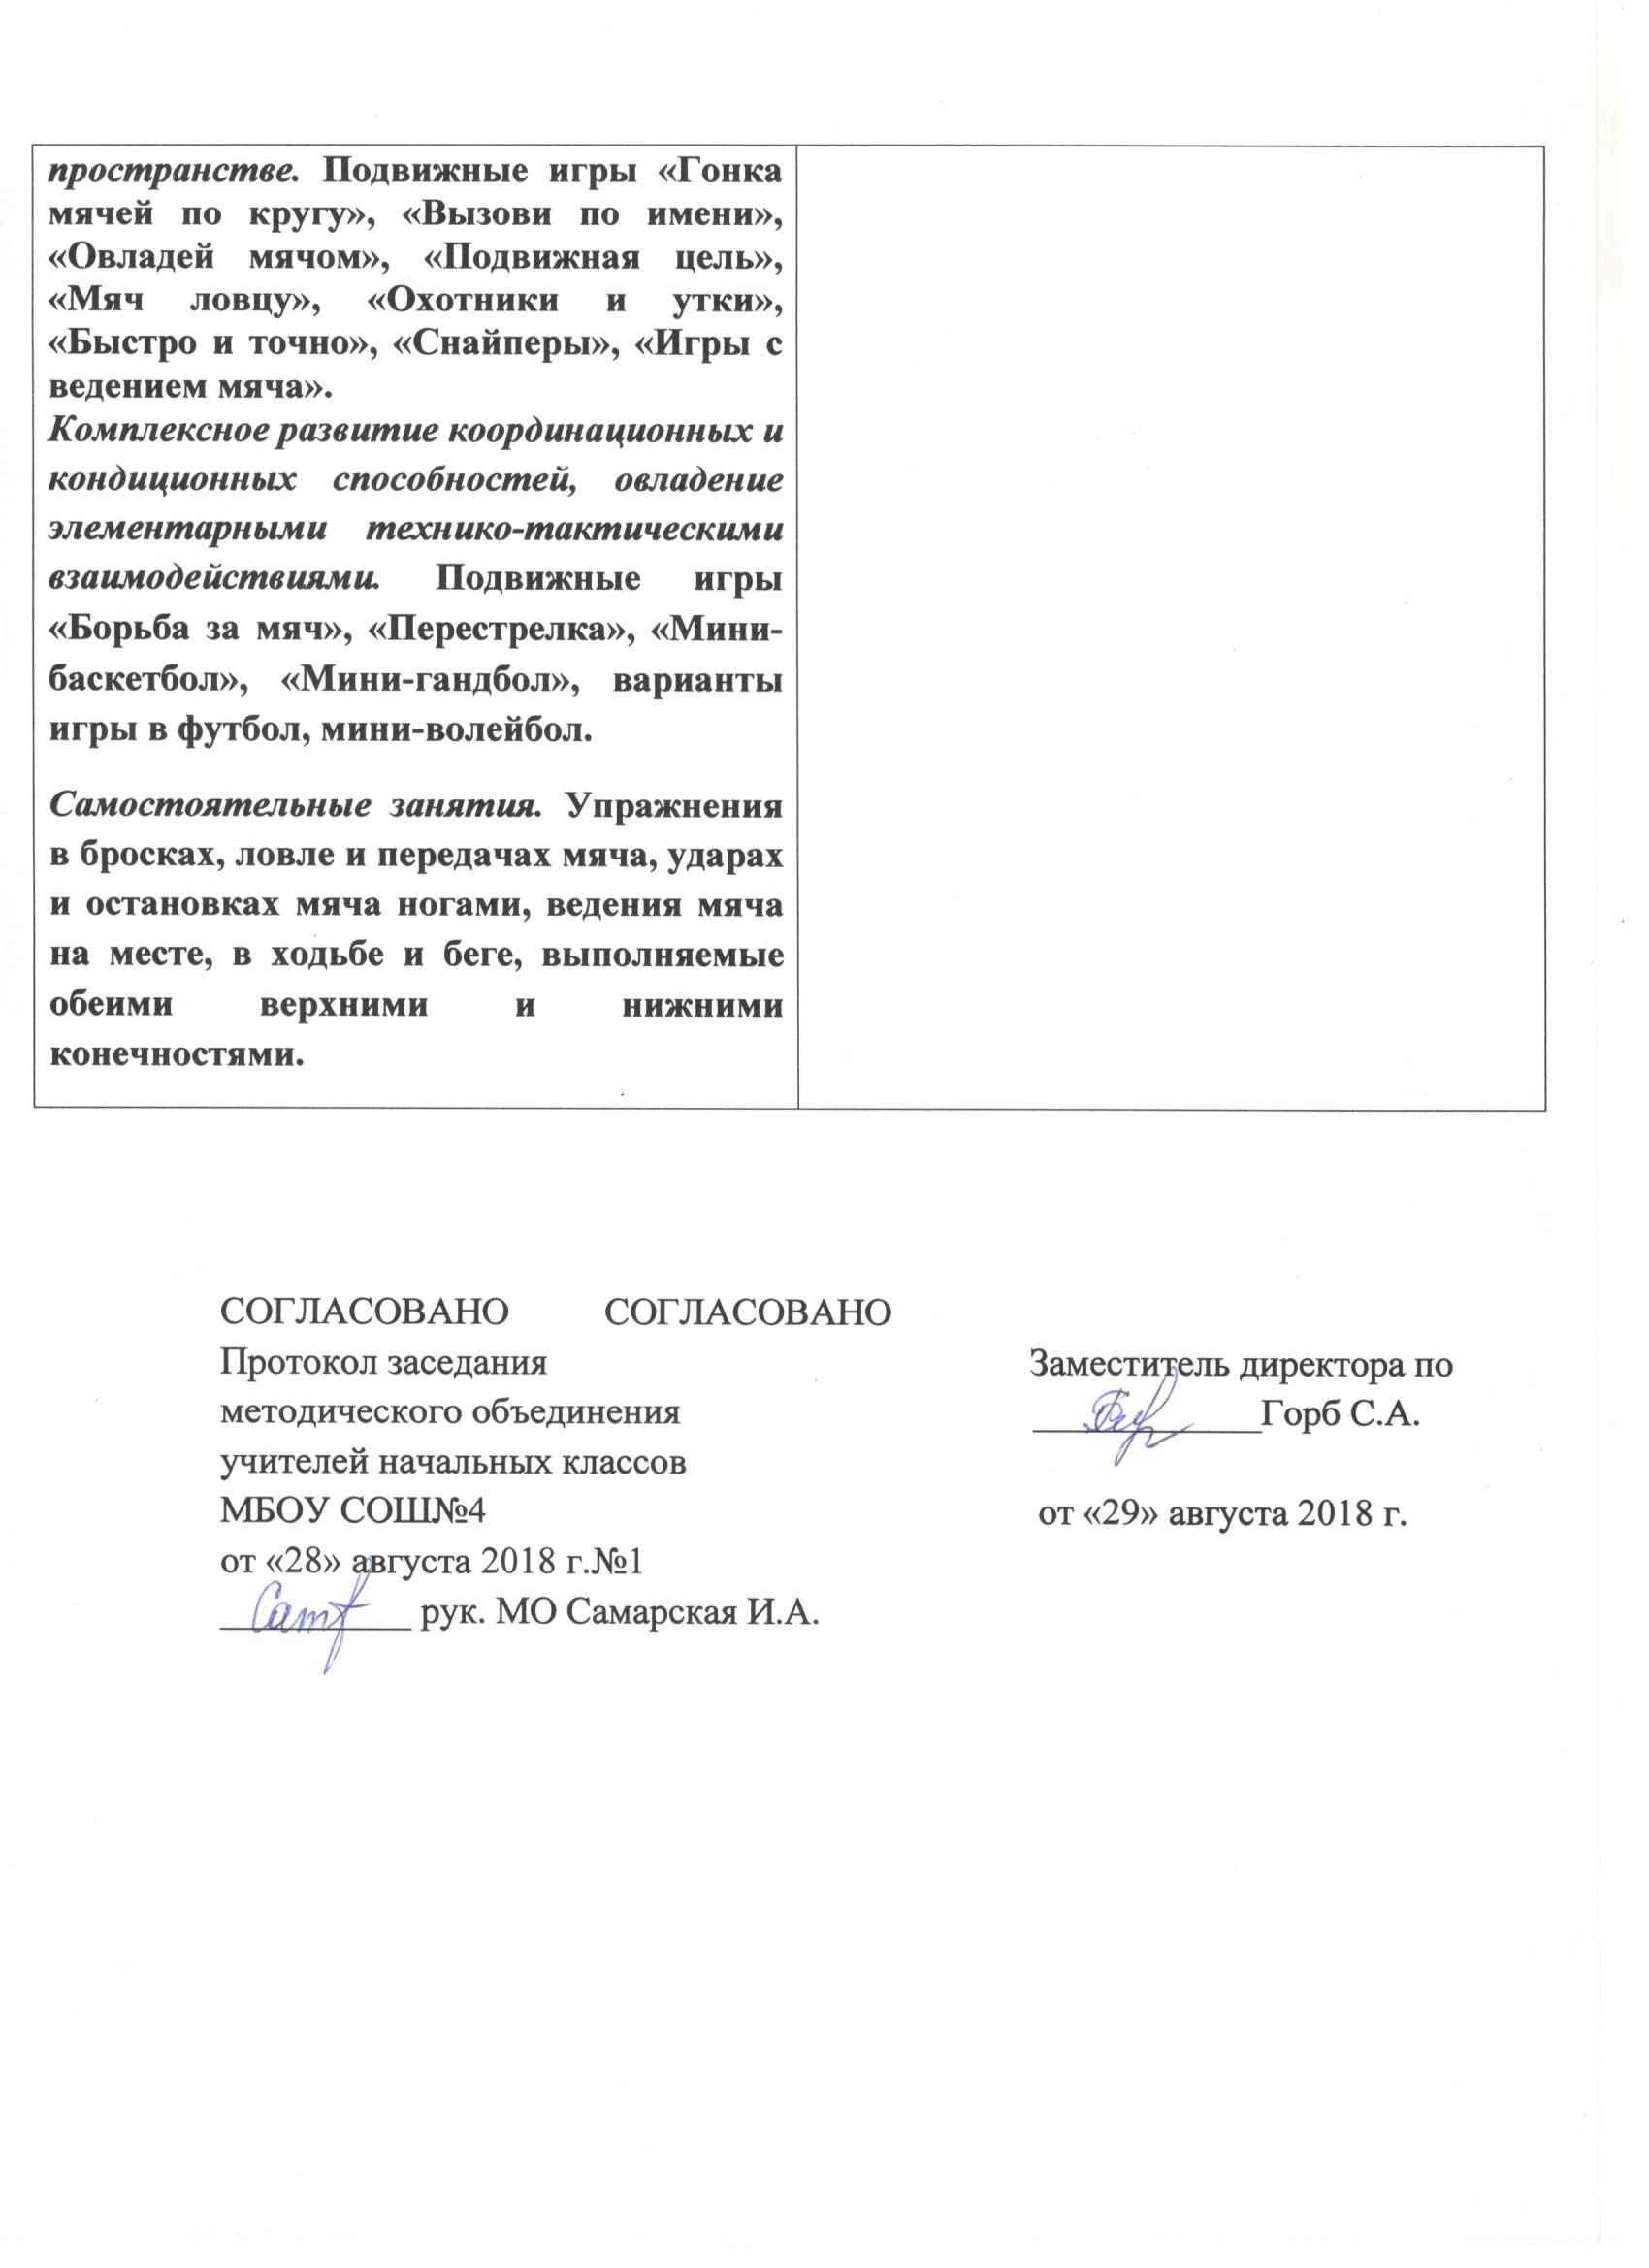 пространстве. Подвижные игры «Гонка
мячей по кругу», «Вызови по имени»,
«Овладей мячом», «Подвижная цель»,
«Мяч ловцу», «Охотники и утки»,
«Быстро и точно», «Снайперы», «Игры с
ведением мяча».
Комплексное развитие координационных и
кондиционных способностей, овладение
элементарными технико-тактическими
взаимодействиями. Подвижные игры
«Борьба за мяч», «Перестрелка», «Мини-
баскетбол», «Мини-гандбол», варианты
игры в футбол, мини-волейбол.
Самостоятельные занятия. Упражнения
в бросках, ловле и передачах мяча, ударах
и остановках мяча ногами, ведения мяча
на месте, в ходьбе и беге, выполняемые
обеими верхними и нижними
конечностями.
СОГЛАСОВАНО СОГЛАСОВАНО
Протокол заседания
методического объединения
учителей начальных классов
МБОУ СОШ№4
от «28» августа 2018 г.№1
рук. МО Самарская И.А.
Заместитель директора по
Горб С.А.
от «29» августа 2018 г.